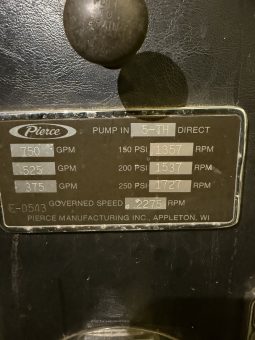 Pierce PUMP IN 5-TH DIRECT
750 GPM 150 PSI 1357 RPM
525 GPM 200 PSI 1537 RPM
375 GPM 250 PSI 1727 RPM
E-0543 GOVERNED SPEED 2275 RPM
PIERCE MANUFACTURING INC., APPLETON, WI